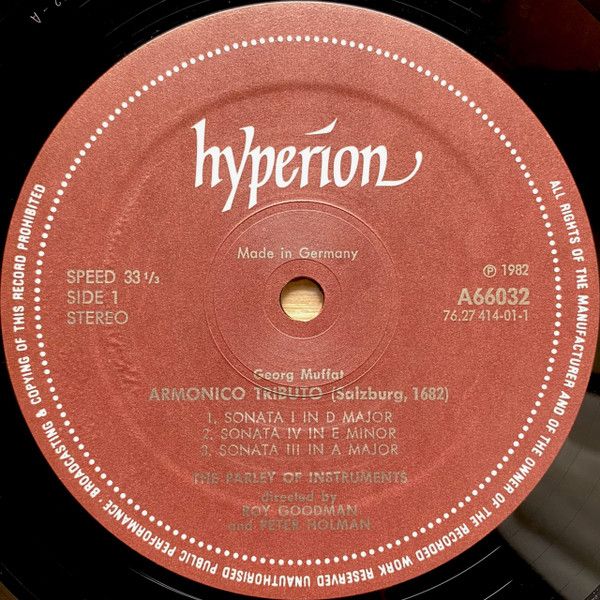 hyperion
Made in Germany
SPEED 33 1/3
SIDE 1
STEREO
℗ 1982
A66032
76.27 414-01-1
Georg Muffat
ARMONICO TRIBUTO (Salzburg, 1682)
1. SONATA I IN D MAJOR
2. SONATA IV IN E MINOR
3. SONATA III IN A MAJOR
THE PARLEY OF INSTRUMENTS
directed by
ROY GOODMAN
and PETER HOLMAN
ALL RIGHTS OF THE MANUFACTURER AND OF THE OWNER OF THE RECORDED WORK RESERVED UNAUTHORISED PUBLIC PERFORMANCE · BROADCASTING & COPYING OF THIS RECORD PROHIBITED